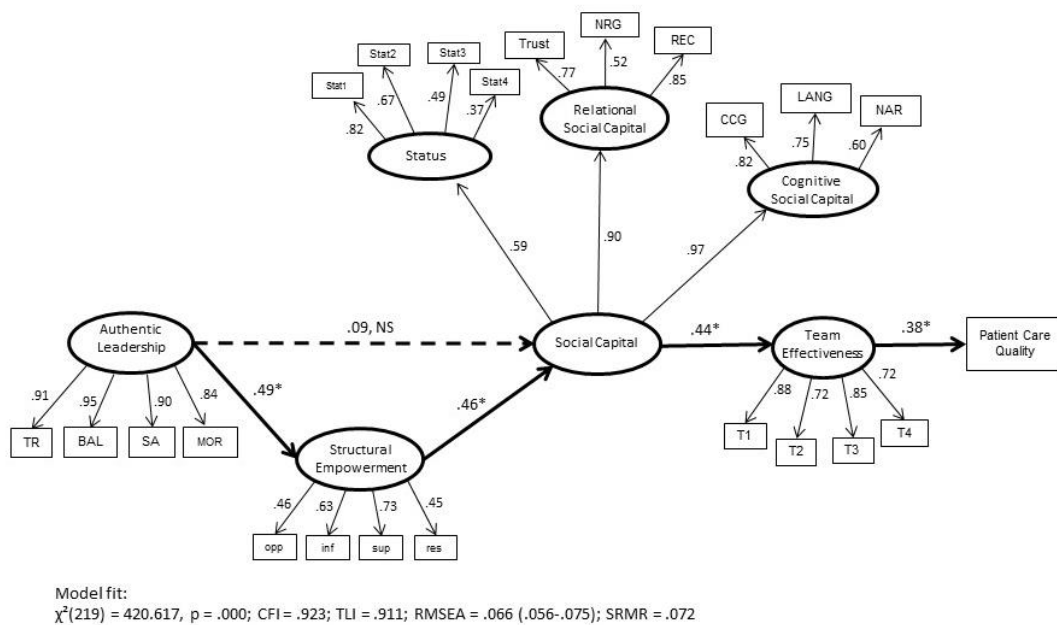 NRG
Trust
REC
Stat3
Stat2
Stat1
Stat4
.77
.52
.85
.82
.67
.49
.37
Relational
Social Capital
Status
LANG
CCG
NAR
.82
.75
.60
Cognitive
Social Capital
.59
.90
.97
Authentic
Leadership
.09, NS
Social Capital
.44*
Team
Effectiveness
.38*
Patient Care
Quality
.91
.95
.90
.84
TR
BAL
SA
MOR
.49*
.46*
Structural
Empowerment
.88
.72
.85
.72
T1
T2
T3
T4
.46
.63
.73
.45
opp
inf
sup
res
Model fit:
χ²(219) = 420.617, p = .000; CFI = .923; TLI = .911; RMSEA = .066 (.056-.075); SRMR = .072